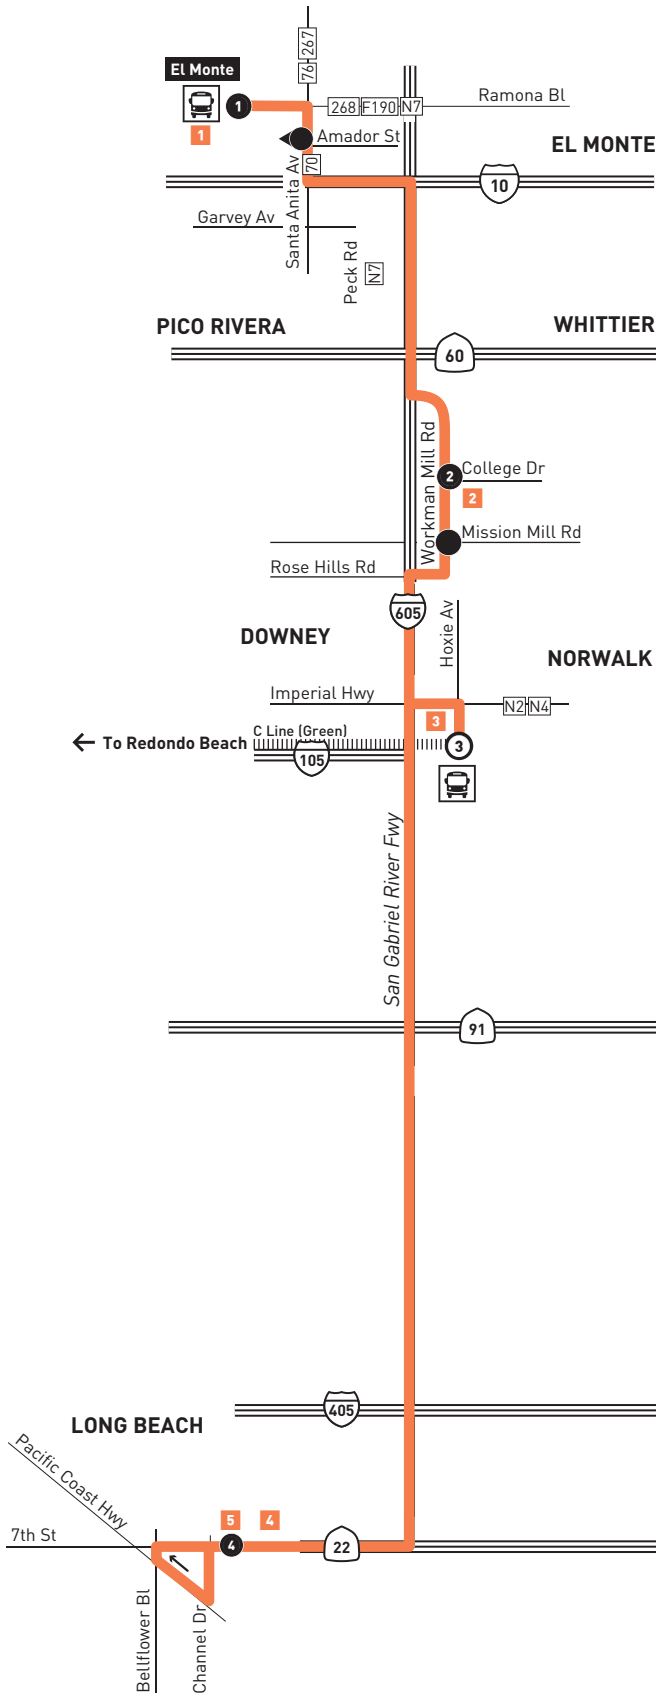 76 267
El Monte
1
268 F190 N7
Ramona Bl
1
Amador St
EL MONTE
70
10
Santa Anita Av
Garvey Av
Peck Rd
N7
PICO RIVERA
WHITTIER
60
Workman Mill Rd
2
College Dr
2
Mission Mill Rd
Rose Hills Rd
605
DOWNEY
Hoxie Av
NORWALK
Imperial Hwy
N2 N4
3
C Line (Green)
To Redondo Beach
3
105
San Gabriel River Fwy
91
405
LONG BEACH
Pacific Coast Hwy
5
4
7th St
4
22
Bellflower Bl
Channel Dr